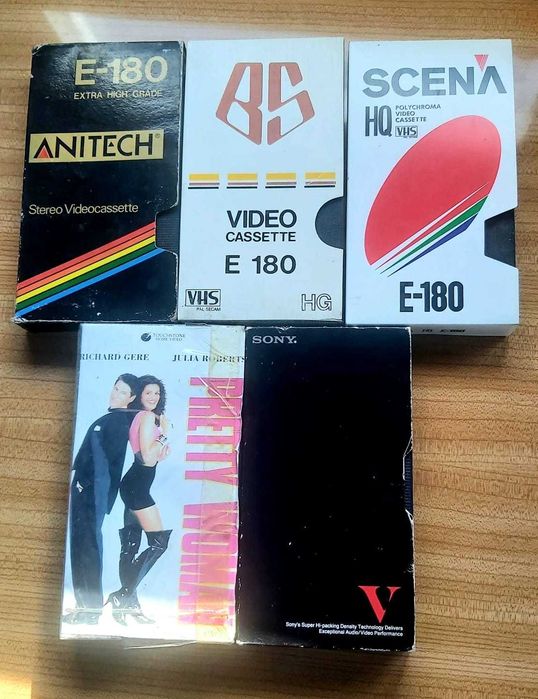 E-180
EXTRA HIGH GRADE
ANITECH®
Stereo Videocassette
BS
VIDEO
CASSETTE
E 180
VHS
PAL-SECAM
HG
SCENA
HQ
POLYCHROMA
VIDEO
CASSETTE
VHS
E-180
HQ E-180
TOUCHSTONE
HOME VIDEO
RICHARD GERE JULIA ROBERTS
PRETTY WOMAN
SONY.
V
Sony's Super Hi-packing Density Technology Delivers
Exceptional Audio/Video Performance